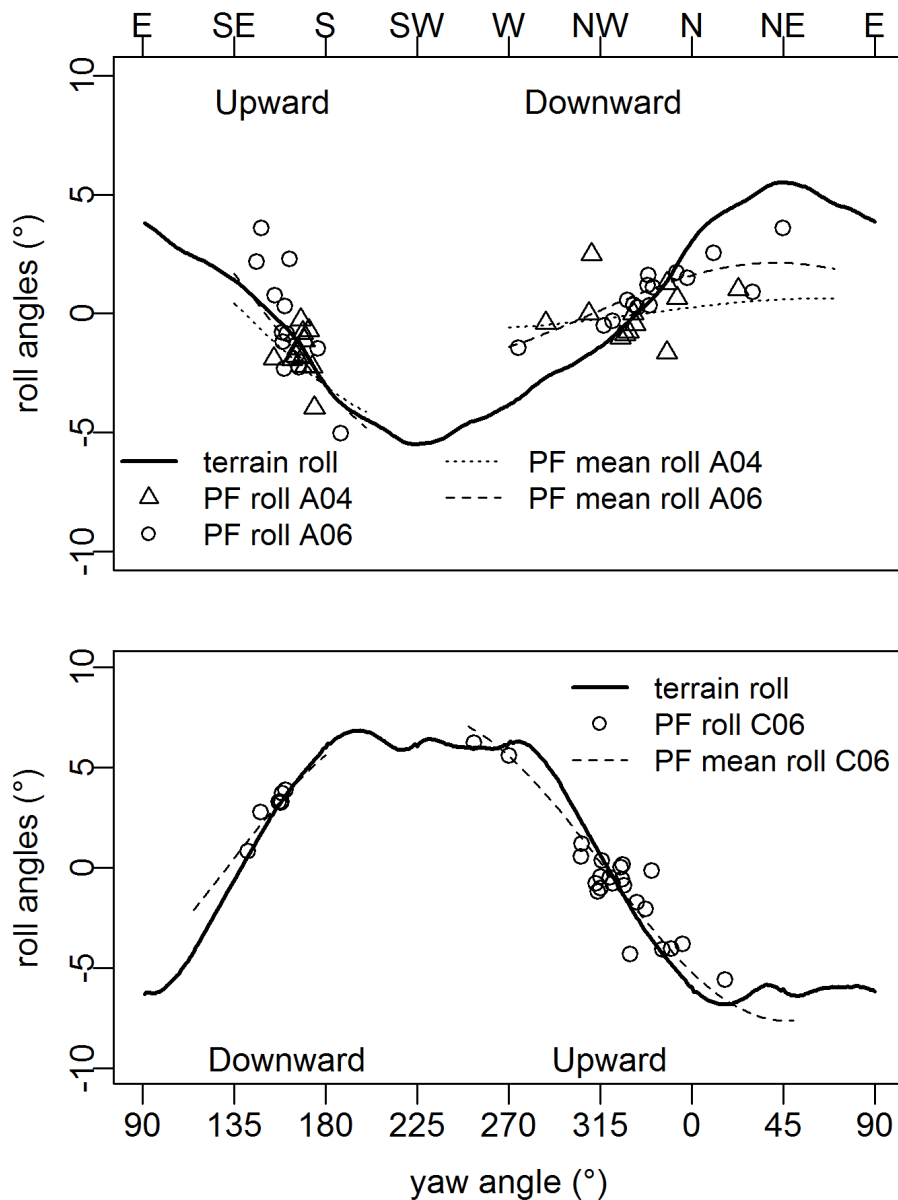 E SE S SW W NW N NE E
Upward Downward
10
5
0
-5
-10
roll angles (°)
terrain roll
PF roll A04
PF roll A06
PF mean roll A04
PF mean roll A06
10
5
0
-5
-10
roll angles (°)
terrain roll
PF roll C06
PF mean roll C06
Downward Upward
90 135 180 225 270 315 0 45 90
yaw angle (°)